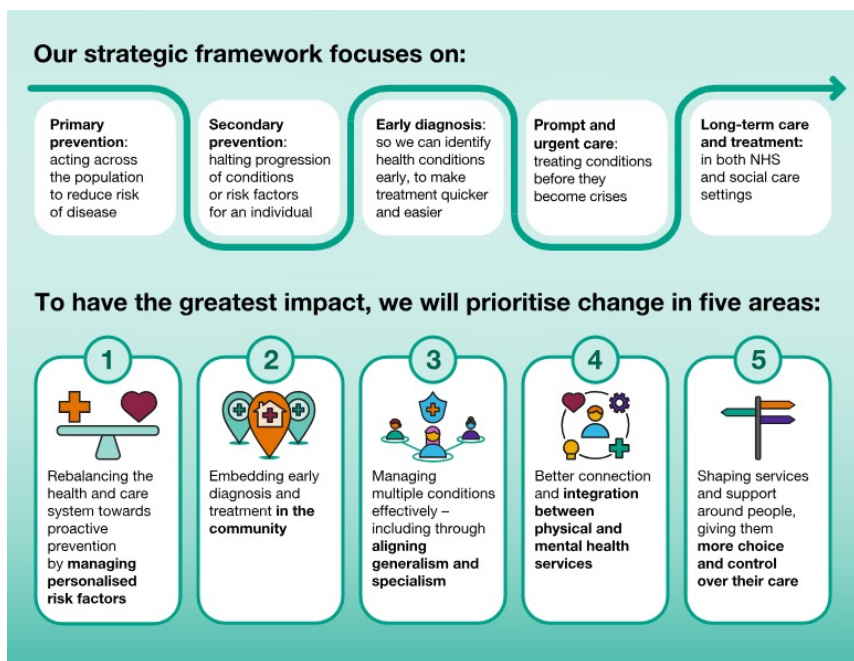 Our strategic framework focuses on:
Primary
prevention:
acting across
the population
to reduce risk
of disease
Secondary
prevention:
halting progression
of conditions
or risk factors
for an individual
Early diagnosis:
so we can identify
health conditions
early, to make
treatment quicker
and easier
Prompt and
urgent care:
treating conditions
before they
become crises
Long-term care
and treatment:
in both NHS
and social care
settings
To have the greatest impact, we will prioritise change in five areas:
1
Rebalancing the
health and care
system towards
proactive
prevention
by managing
personalised
risk factors
2
Embedding early
diagnosis and
treatment in the
community
3
Managing
multiple conditions
effectively –
including through
aligning
generalism and
specialism
4
Better connection
and integration
between
physical and
mental health
services
5
Shaping services
and support
around people,
giving them
more choice
and control
over their care